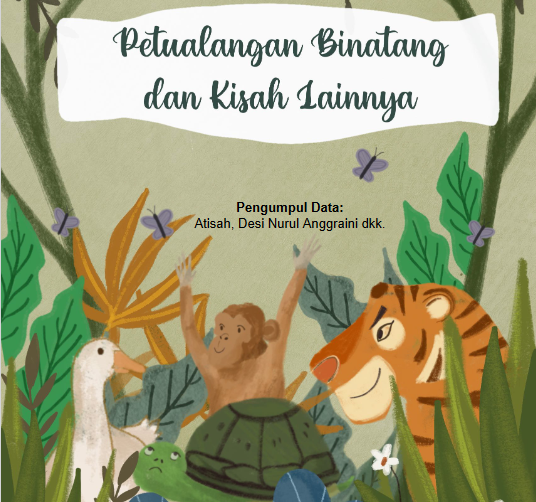 Petualangan Binatang
dan Kisah Lainnya
Pengumpul Data:
Atisah, Desi Nurul Anggraini dkk.